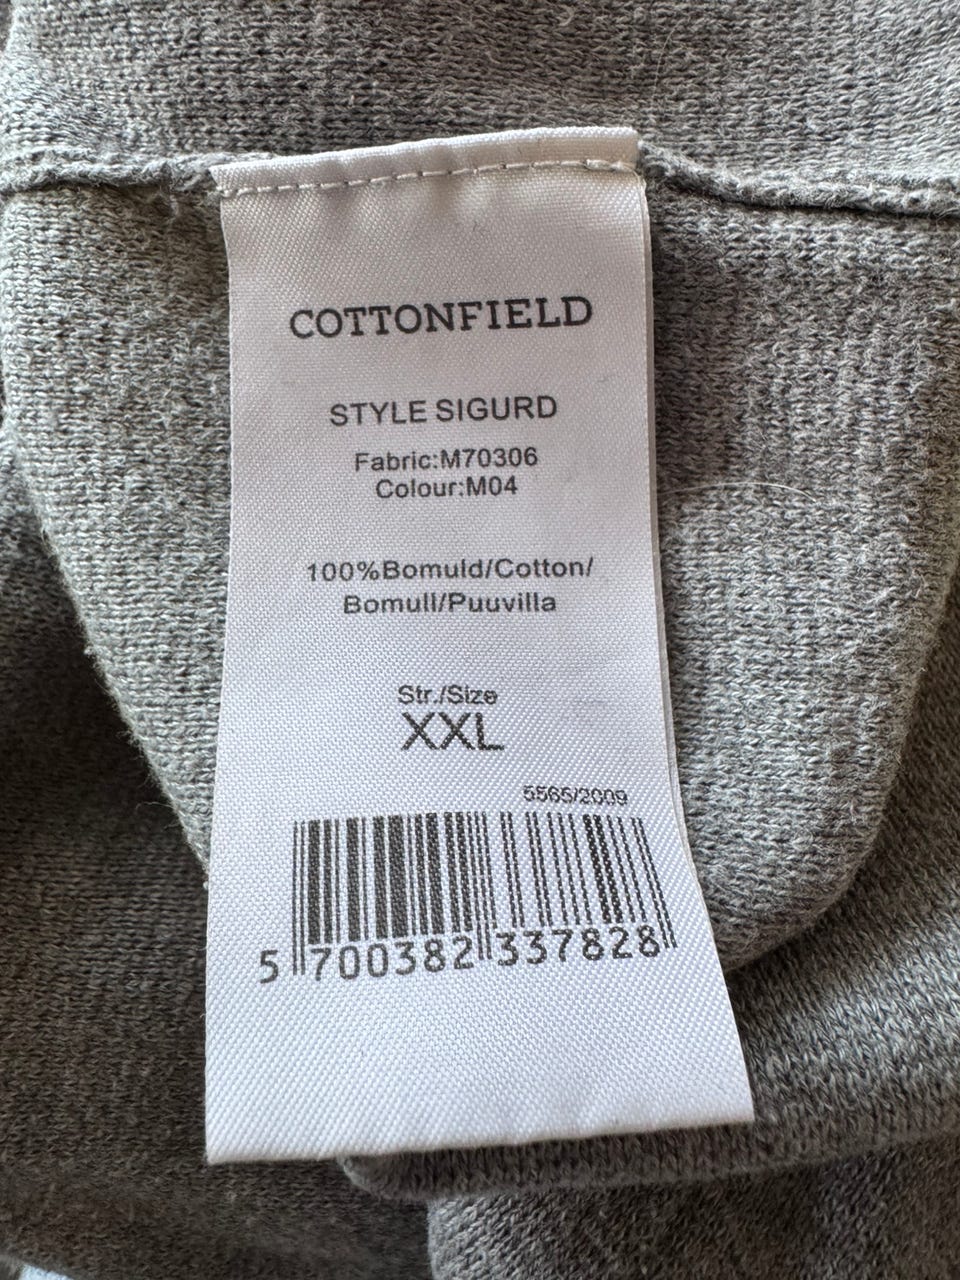 COTTONFIELD
STYLE SIGURD
Fabric:M70306
Colour:M04
100%Bomuld/Cotton/
Bomull/Puuvilla
Str./Size
XXL
5565/2009
5 700382 337828